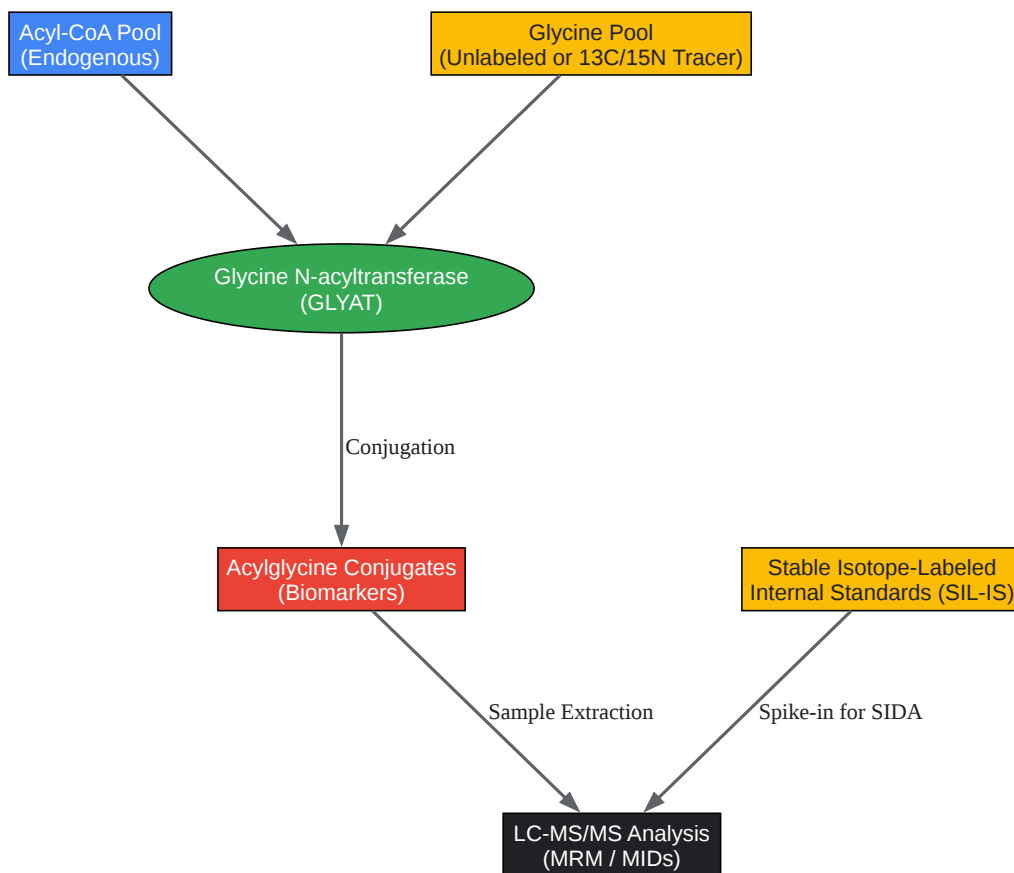 Acyl-CoA Pool
(Endogenous)
Glycine Pool
(Unlabeled or 13C/15N Tracer)
Glycine N-acyltransferase
(GLYAT)
Conjugation
Acylglycine Conjugates
(Biomarkers)
Stable Isotope-Labeled
Internal Standards (SIL-IS)
Sample Extraction
Spike-in for SIDA
LC-MS/MS Analysis
(MRM / MIDs)